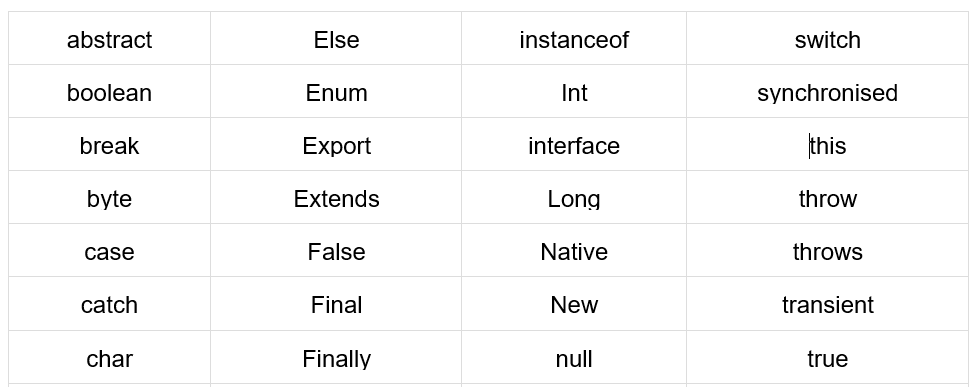 abstract Else instanceof switch
boolean Enum Int synchronised
break Export interface this
byte Extends Long throw
case False Native throws
catch Final New transient
char Finally null true